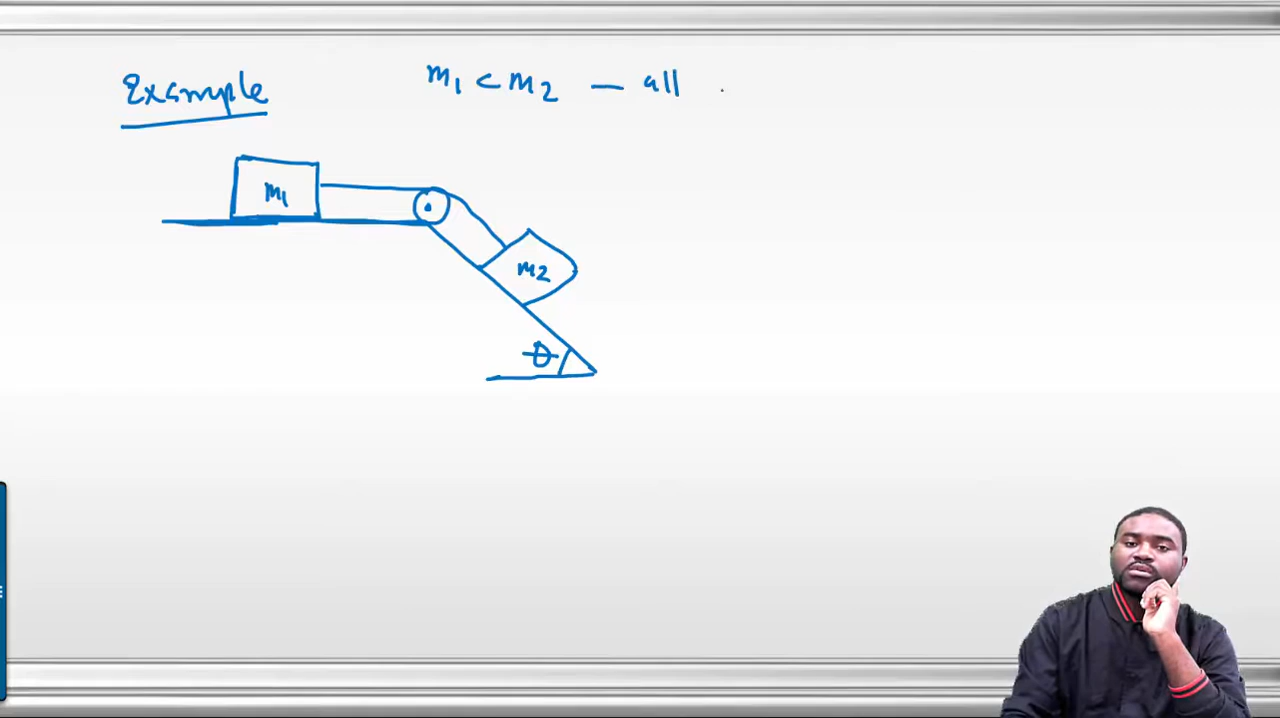 Example
m₁ < m₂ — all
m₁
m₂
θ